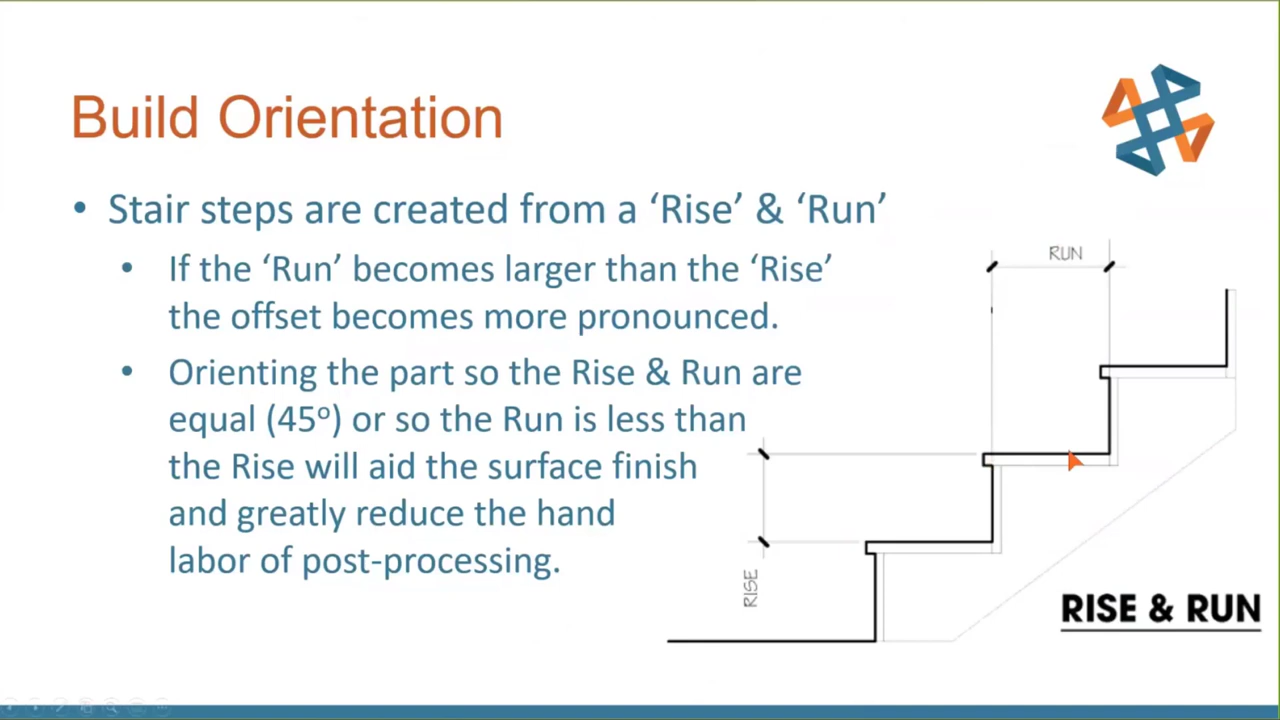 Build Orientation
• Stair steps are created from a ‘Rise’ & ‘Run’
• If the ‘Run’ becomes larger than the ‘Rise’
the offset becomes more pronounced.
• Orienting the part so the Rise & Run are
equal (45º) or so the Run is less than
the Rise will aid the surface finish
and greatly reduce the hand
labor of post-processing.
RUN
RISE
RISE & RUN